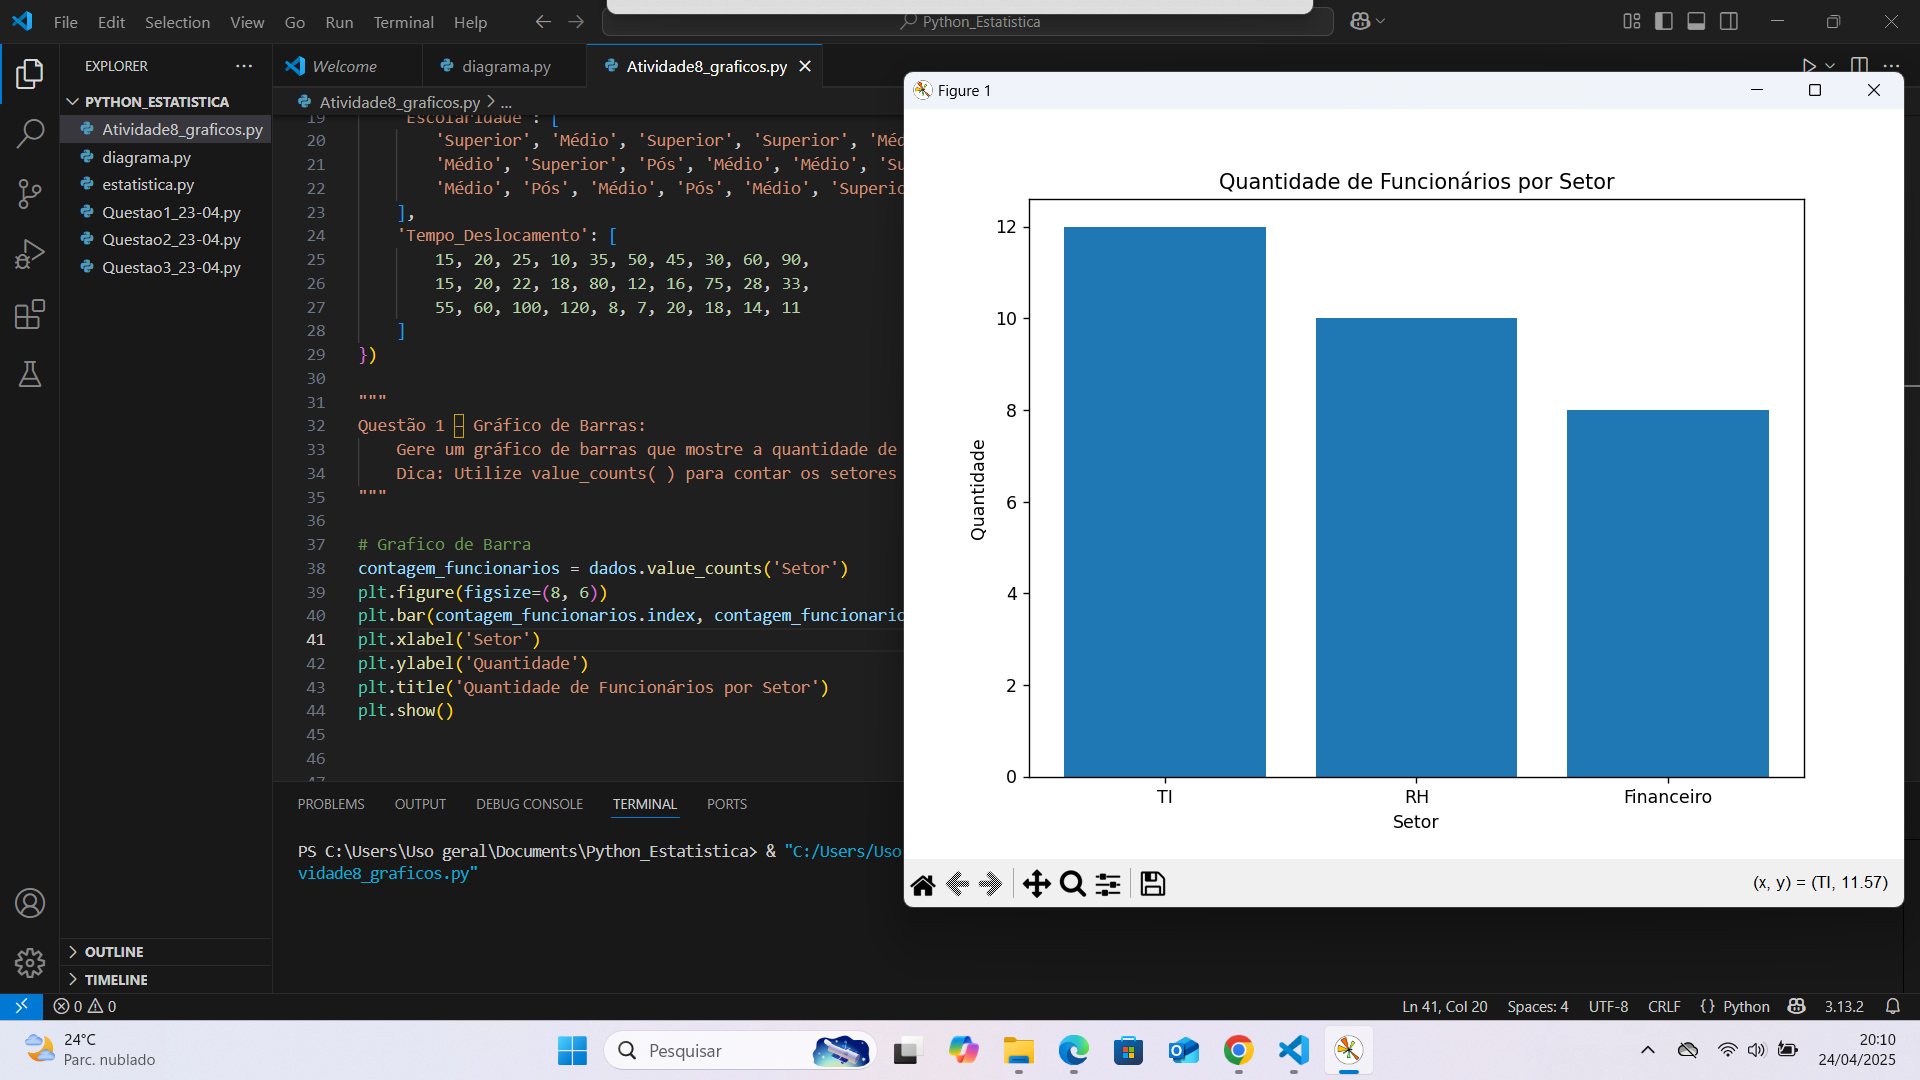 File Edit Selection View Go Run Terminal Help
Python_Estatistica
EXPLORER
PYTHON_ESTATISTICA
Atividade8_graficos.py
diagrama.py
estatistica.py
Questao1_23-04.py
Questao2_23-04.py
Questao3_23-04.py
OUTLINE
TIMELINE
Welcome diagrama.py Atividade8_graficos.py
Atividade8_graficos.py > ...
19 'Escolaridade': [
20 'Superior', 'Médio', 'Superior', 'Superior', 'Méd
21 'Médio', 'Superior', 'Pós', 'Médio', 'Médio', 'Su
22 'Médio', 'Pós', 'Médio', 'Pós', 'Médio', 'Superio
23 ],
24 'Tempo_Deslocamento': [
25 15, 20, 25, 10, 35, 50, 45, 30, 60, 90,
26 15, 20, 22, 18, 80, 12, 16, 75, 28, 33,
27 55, 60, 100, 120, 8, 7, 20, 18, 14, 11
28 ]
29 })
30
31 """
32 Questão 1 – Gráfico de Barras:
33 Gere um gráfico de barras que mostre a quantidade de
34 Dica: Utilize value_counts( ) para contar os setores
35 """
36
37 # Grafico de Barra
38 contagem_funcionarios = dados.value_counts('Setor')
39 plt.figure(figsize=(8, 6))
40 plt.bar(contagem_funcionarios.index, contagem_funcionario
41 plt.xlabel('Setor')
42 plt.ylabel('Quantidade')
43 plt.title('Quantidade de Funcionários por Setor')
44 plt.show()
45
46
47
PROBLEMS OUTPUT DEBUG CONSOLE TERMINAL PORTS
PS C:\Users\Uso geral\Documents\Python_Estatistica> & "C:/Users/Uso
vidade8_graficos.py"
Figure 1
Quantidade de Funcionários por Setor
12
10
8
6
4
2
0
Quantidade
TI RH Financeiro
Setor
(x, y) = (TI, 11.57)
0 0
Ln 41, Col 20 Spaces: 4 UTF-8 CRLF {} Python 3.13.2
24°C
Parc. nublado
Pesquisar
20:10
24/04/2025